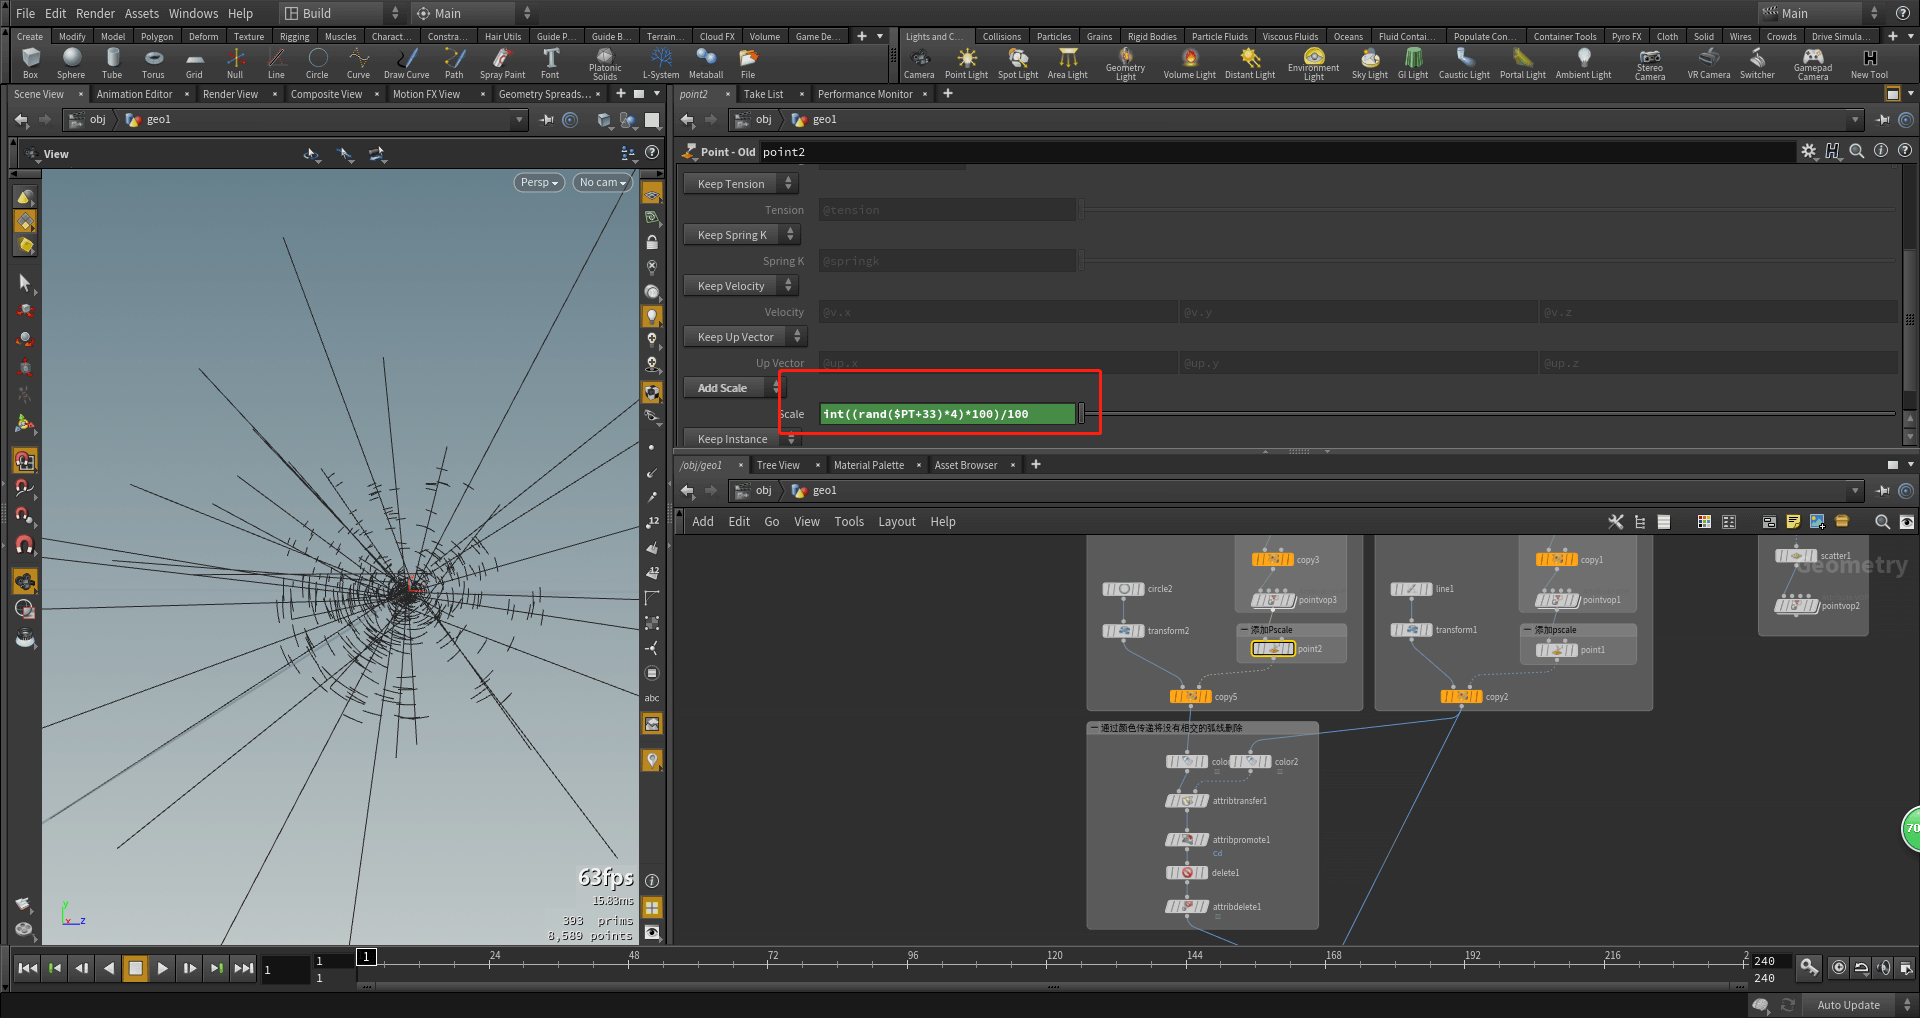 File Edit Render Assets Windows Help Build Main Main
Create Modify Model Polygon Deform Texture Rigging Muscles Charact... Constra... Hair Utils Guide P... Guide B... Terrain... Cloud FX Volume Game De...
Lights and C... Collisions Particles Grains Rigid Bodies Particle Fluids Viscous Fluids Oceans Fluid Contai... Populate Con... Container Tools Pyro FX Cloth Solid Wires Crowds Drive Simula...
Box Sphere Tube Torus Grid Null Line Circle Curve Draw Curve Path Spray Paint Font Platonic Solids L-System Metaball File
Camera Point Light Spot Light Area Light Geometry Light Volume Light Distant Light Environment Light Sky Light GI Light Caustic Light Portal Light Ambient Light Stereo Camera VR Camera Switcher Gamepad Camera New Tool
Scene View Animation Editor Render View Composite View Motion FX View Geometry Spreads...
point2 Take List Performance Monitor
obj geo1
obj geo1
View
Point - Old point2
Persp No cam
Keep Tension
Tension @tension
Keep Spring K
Spring K @springk
Keep Velocity
Velocity @v.x @v.y @v.z
Keep Up Vector
Up Vector @up.x @up.y @up.z
Add Scale
Scale int((rand($PT+33)*4)*100)/100
Keep Instance
/obj/geo1 Tree View Material Palette Asset Browser
obj geo1
Add Edit Go View Tools Layout Help
Geometry
copy3
circle2
pointvop3
transform2
添加Pscale
point2
copy5
copy1
line1
pointvop1
transform1
添加pscale
point1
copy2
scatter1
pointvop2
通过颜色传递将没有相交的弧线删除
color2
attribtransfer1
attribpromote1
Cd
delete1
attribdelete1
12
12
abc
63fps
15.83ms
393 prims
8,589 points
y
x
z
70
1 1 1 1 24 48 72 96 120 144 168 192 216 2 240 240
Auto Update